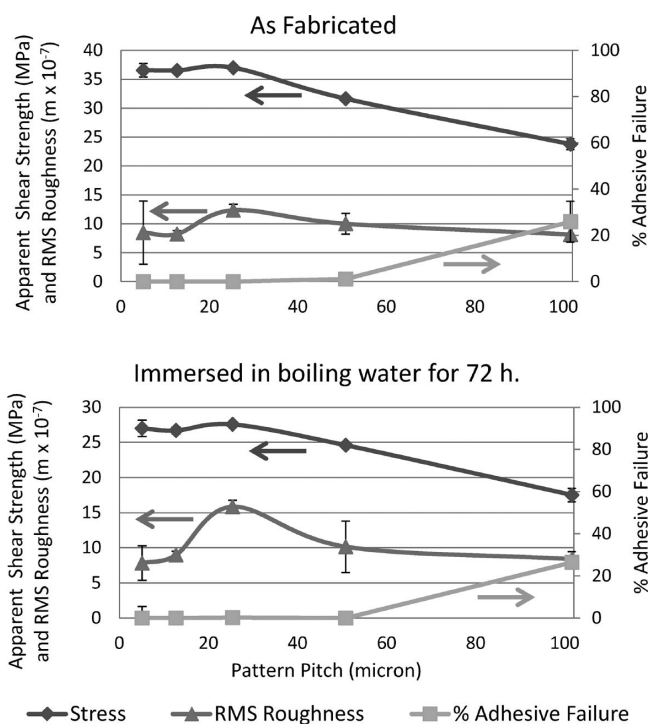 As Fabricated
Apparent Shear Strength (MPa)
and RMS Roughness (m x 10⁻⁷)
40
35
30
25
20
15
10
5
0
100
80
60
40
20
0
% Adhesive Failure
0 20 40 60 80 100
Immersed in boiling water for 72 h.
Apparent Shear Strength (MPa)
and RMS Roughness (m x 10⁻⁷)
30
25
20
15
10
5
0
100
80
60
40
20
0
% Adhesive Failure
0 20 40 60 80 100
Pattern Pitch (micron)
Stress RMS Roughness % Adhesive Failure